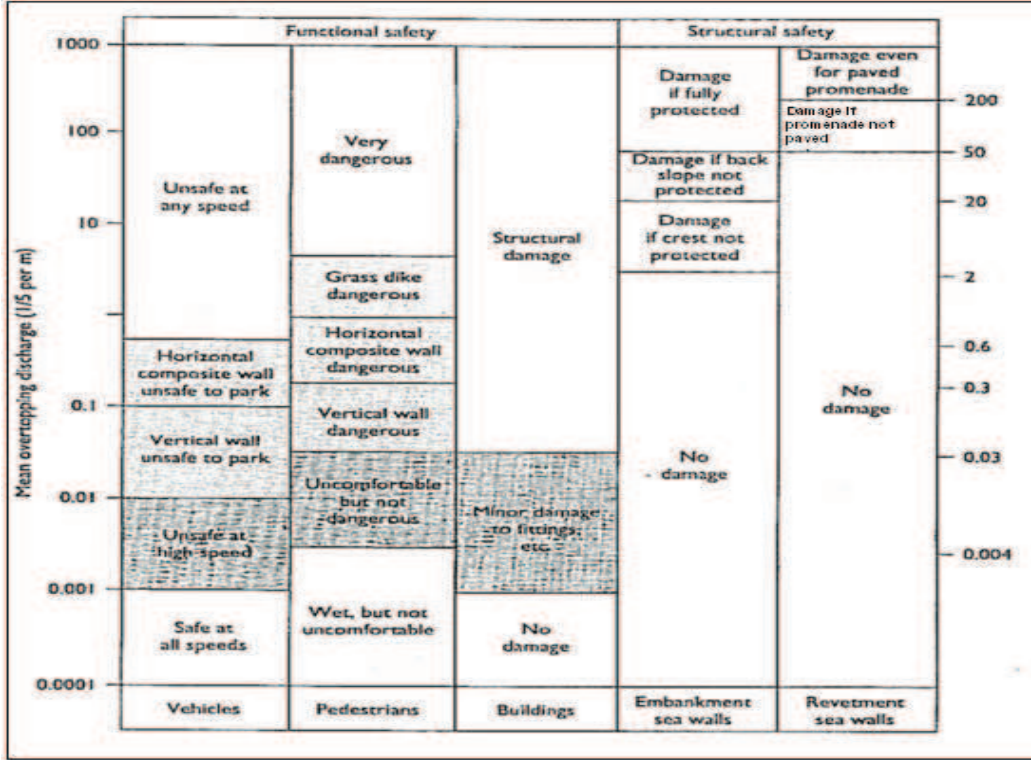 Functional safety
Structural safety
Mean overtopping discharge (1/5 per m)
1000
100
10
0.1
0.01
0.001
0.0001
Unsafe at
any speed
Horizontal
composite wall
unsafe to park
Vertical wall
unsafe to park
Unsafe at
high speed
Safe at
all speeds
Vehicles
Very
dangerous
Grass dike
dangerous
Horizontal
composite wall
dangerous
Vertical wall
dangerous
Uncomfortable
but not
dangerous
Wet, but not
uncomfortable
Pedestrians
Structural
damage
Minor damage
to fittings,
etc.
No
damage
Buildings
Damage
if fully
protected
Damage if back
slope not
protected
Damage
if crest not
protected
No
damage
Embankment
sea walls
Damage even
for paved
promenade
Damage if
promenade not
paved
No
damage
Revetment
sea walls
200
50
20
2
0.6
0.3
0.03
0.004